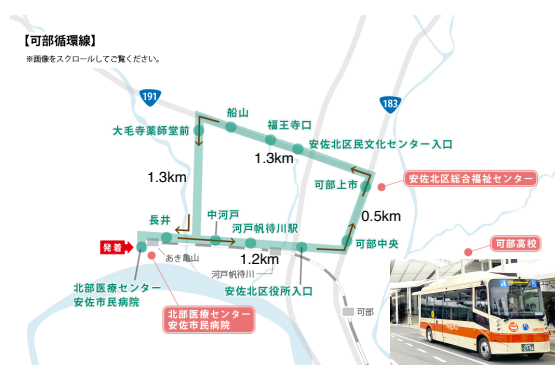 【可部循環線】
※画像をスクロールしてご覧ください。
191
183
船山
大毛寺薬師堂前
福王寺口
安佐北区民文化センター入口
1.3km
1.3km
可部上市
安佐北区総合福祉センター
0.5km
長井
中河戸
河戸帆待川駅
可部中央
可部高校
発着
あき亀山
1.2km
河戸帆待川
北部医療センター
安佐市民病院
安佐北区役所入口
北部医療センター
安佐市民病院
可部